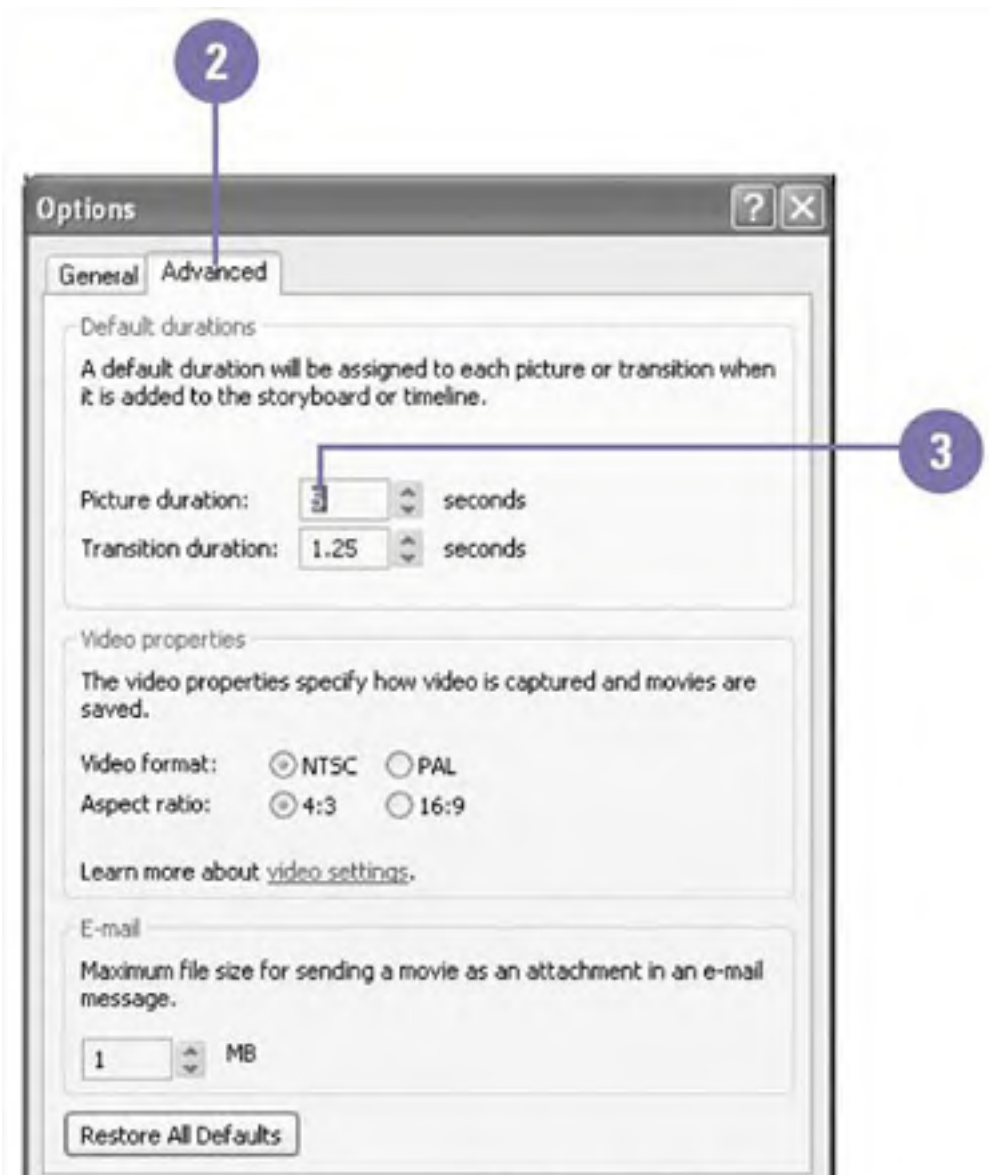 2
Options
General Advanced
Default durations
A default duration will be assigned to each picture or transition when
it is added to the storyboard or timeline.
3
Picture duration: seconds
Transition duration: 1.25 seconds
Video properties
The video properties specify how video is captured and movies are
saved.
Video format: NTSC PAL
Aspect ratio: 4:3 16:9
Learn more about video settings.
E-mail
Maximum file size for sending a movie as an attachment in an e-mail
message.
1 MB
Restore All Defaults